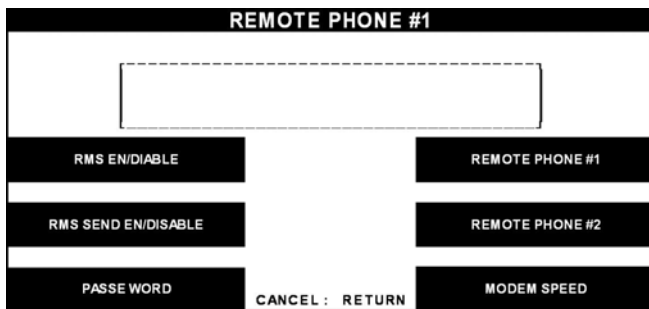 REMOTE PHONE #1
RMS EN/DIABLE
REMOTE PHONE #1
RMS SEND EN/DISABLE
REMOTE PHONE #2
PASSE WORD
CANCEL : RETURN
MODEM SPEED